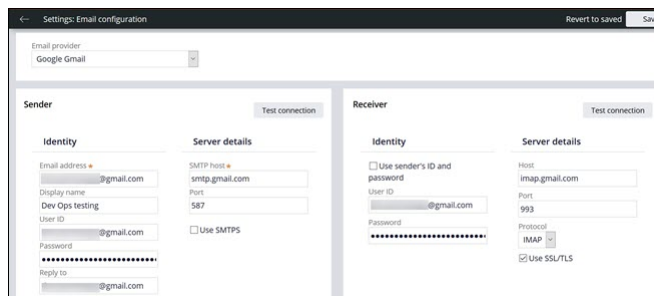 Settings: Email configuration
Revert to saved
Email provider
Google Gmail
Sender
Test connection
Identity
Server details
Email address ★
@gmail.com
SMTP host ★
smtp.gmail.com
Display name
Dev Ops testing
Port
587
User ID
@gmail.com
Use SMTPS
Password
Reply to
@gmail.com
Receiver
Test connection
Identity
Server details
Use sender's ID and
password
Host
imap.gmail.com
User ID
@gmail.com
Port
993
Password
Protocol
IMAP
Use SSL/TLS